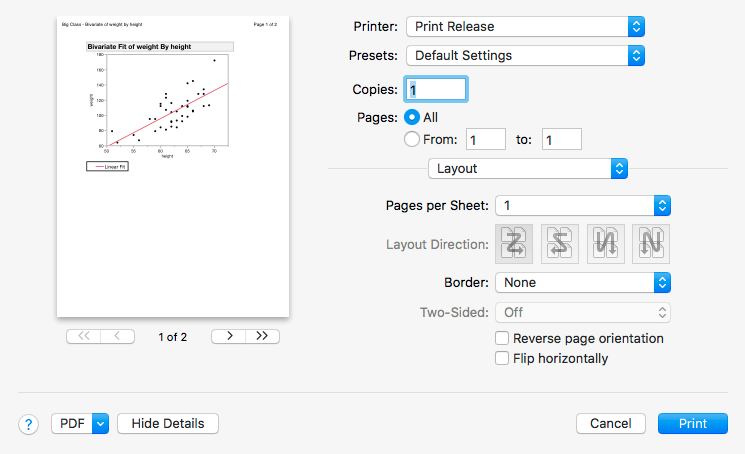 Big Class - Bivariate of weight by height Page 1 of 2
Bivariate Fit of weight By height
180
160
140
120
100
80
60
weight
50 55 60 65 70
height
Linear Fit
<< < 1 of 2 > >>
Printer: Print Release
Presets: Default Settings
Copies: 1
Pages: All
From: 1 to: 1
Layout
Pages per Sheet: 1
Layout Direction:
Border: None
Two-Sided: Off
Reverse page orientation
Flip horizontally
? PDF Hide Details Cancel Print